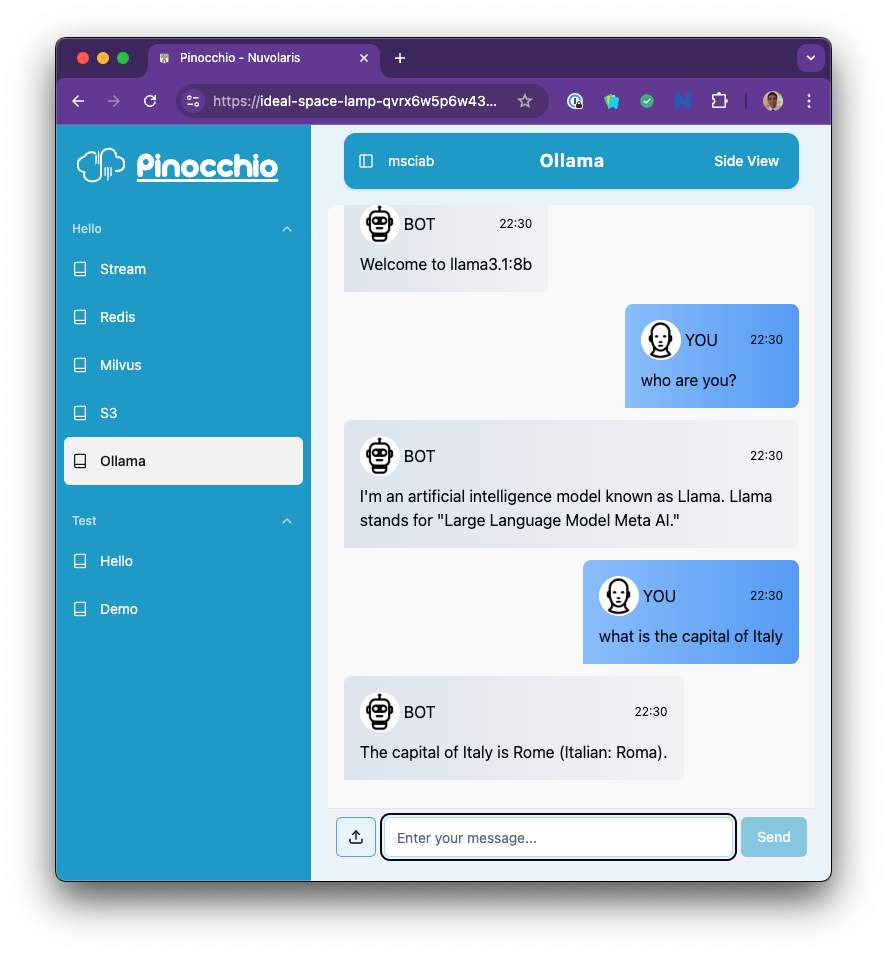 Pinocchio - Nuvolaris
https://ideal-space-lamp-qvrx6w5p6w43...
Pinocchio
Hello
Stream
Redis
Milvus
S3
Ollama
Test
Hello
Demo
msciab
Ollama
Side View
BOT 22:30
Welcome to llama3.1:8b
YOU 22:30
who are you?
BOT 22:30
I'm an artificial intelligence model known as Llama. Llama
stands for "Large Language Model Meta AI."
YOU 22:30
what is the capital of Italy
BOT 22:30
The capital of Italy is Rome (Italian: Roma).
Enter your message...
Send